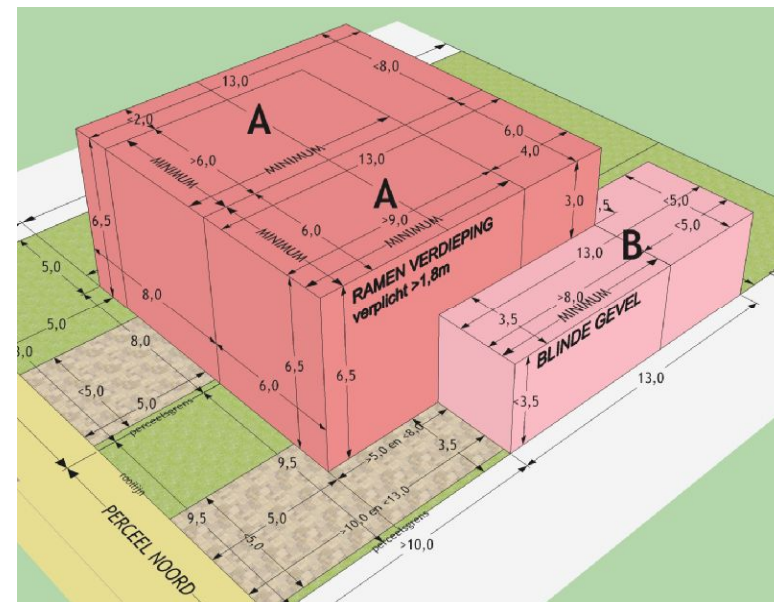 <8,0
13,0
<2,0
A
6,0
MINIMUM
MINIMUM
4,0
>6,0
13,0
3,0
A
6,5
>9,0
<5,0
6,0
MINIMUM
MINIMUM
<5,0
5,0
RAMEN VERDIEPING
verplicht >1,8m
13,0
B
8,0
>8,0
MINIMUM
5,0
3,5
BLINDE GEVEL
8,0
6,5
6,5
13,0
<5,0
6,0
<3,5
5,0
perceelsgrens
>5,0 en <8,0
3,5
rooilijn
9,5
PERCEEL NOORD
9,5
5,0
>10,0 en <13,0
<5,0
perceelsgrens
>10,0